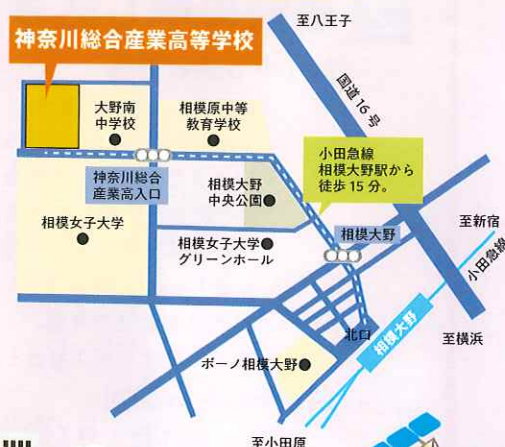 至八王子
神奈川総合産業高等学校
国道16号
大野南
中学校
相模原中等
教育学校
小田急線
相模大野駅から
徒歩15分。
神奈川総合
産業高入口
相模大野
中央公園
相模女子大学
相模女子大学
グリーンホール
相模大野
至新宿
小田急線
北口
相模大野
至横浜
ボーノ相模大野
至小田原